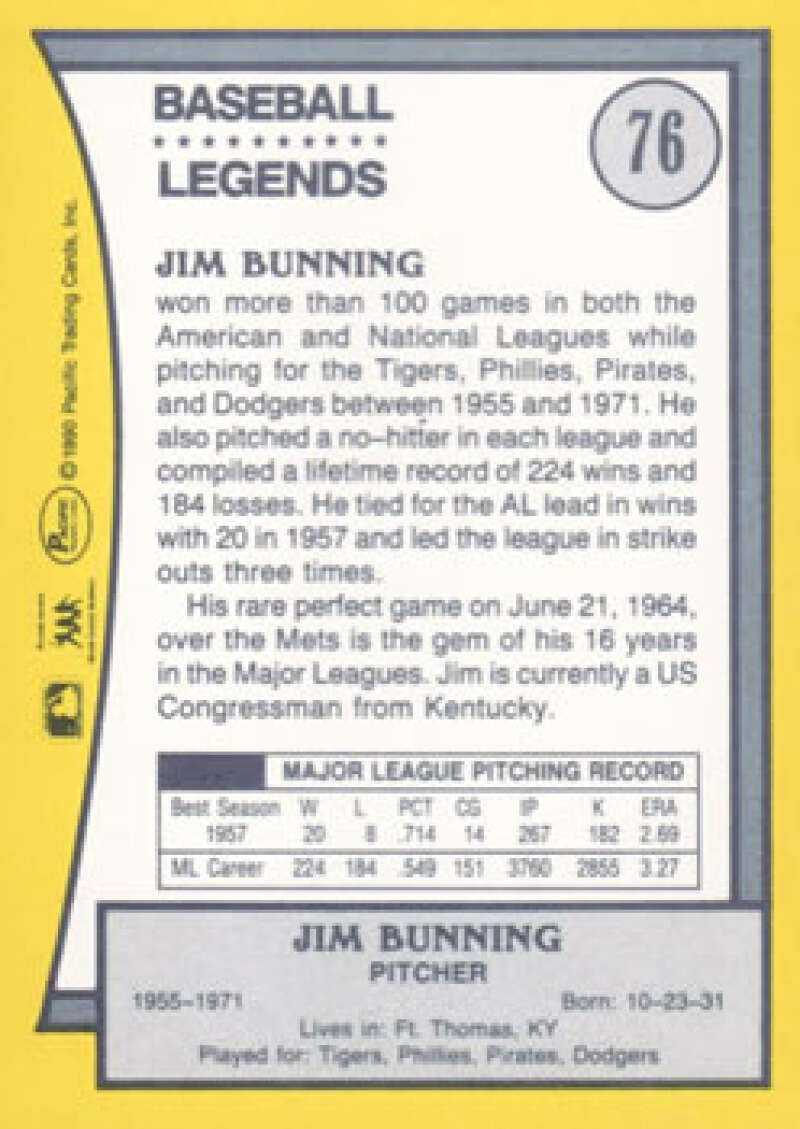 BASEBALL
LEGENDS
76
JIM BUNNING
won more than 100 games in both the
American and National Leagues while
pitching for the Tigers, Phillies, Pirates,
and Dodgers between 1955 and 1971. He
also pitched a no-hitter in each league and
compiled a lifetime record of 224 wins and
184 losses. He tied for the AL lead in wins
with 20 in 1957 and led the league in strike
outs three times.
His rare perfect game on June 21, 1964,
over the Mets is the gem of his 16 years
in the Major Leagues. Jim is currently a US
Congressman from Kentucky.
MAJOR LEAGUE PITCHING RECORD
Best Season W L PCT CG IP K ERA
1957 20 8 .714 14 267 182 2.69
ML Career 224 184 .549 151 3760 2855 3.27
JIM BUNNING
PITCHER
1955-1971 Born: 10-23-31
Lives in: Ft. Thomas, KY
Played for: Tigers, Phillies, Pirates, Dodgers
© 1990 Pacific Trading Cards, Inc.
PACIFIC